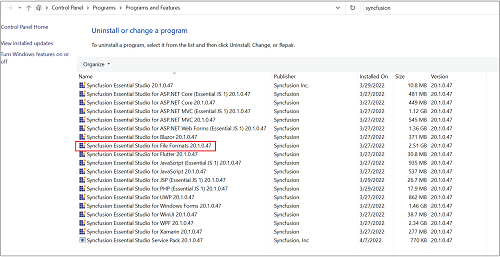 Control Panel > Programs > Programs and Features
syncfusion
Control Panel Home
Uninstall or change a program
View installed updates
To uninstall a program, select it from the list and then click Uninstall, Change, or Repair.
Turn Windows features on or off
Organize
Name Publisher Installed On Size Version
Syncfusion Essential Studio 20.1.0.47 Syncfusion Inc. 3/29/2022 10.8 MB 20.1.0.47
Syncfusion Essential Studio for ASP.NET Core (Essential JS 1) 20.1.0.47 Syncfusion 3/27/2022 481 MB 20.1.0.47
Syncfusion Essential Studio for ASP.NET Core 20.1.0.47 Syncfusion 3/27/2022 449 MB 20.1.0.47
Syncfusion Essential Studio for ASP.NET MVC (Essential JS 1) 20.1.0.47 Syncfusion 3/27/2022 1.12 GB 20.1.0.47
Syncfusion Essential Studio for ASP.NET MVC 20.1.0.47 Syncfusion 3/27/2022 545 MB 20.1.0.47
Syncfusion Essential Studio for ASP.NET Web Forms (Essential JS 1) 20.1.0.47 Syncfusion 3/27/2022 1.36 GB 20.1.0.47
Syncfusion Essential Studio for Blazor 20.1.0.47 Syncfusion 3/27/2022 371 MB 20.1.0.47
Syncfusion Essential Studio for File Formats 20.1.0.47 Syncfusion 3/27/2022 2.51 GB 20.1.0.47
Syncfusion Essential Studio for Flutter 20.1.0.47 Syncfusion 3/27/2022 30.8 MB 20.1.0.47
Syncfusion Essential Studio for JavaScript (Essential JS 1) 20.1.0.47 Syncfusion 3/27/2022 935 MB 20.1.0.47
Syncfusion Essential Studio for JavaScript 20.1.0.47 Syncfusion 3/27/2022 537 MB 20.1.0.47
Syncfusion Essential Studio for JSP (Essential JS 1) 20.1.0.47 Syncfusion 3/29/2022 26.7 MB 20.1.0.47
Syncfusion Essential Studio for PHP (Essential JS 1) 20.1.0.47 Syncfusion 3/29/2022 17.9 MB 20.1.0.47
Syncfusion Essential Studio for UWP 20.1.0.47 Syncfusion 3/27/2022 862 MB 20.1.0.47
Syncfusion Essential Studio for Windows Forms 20.1.0.47 Syncfusion 3/27/2022 1.46 GB 20.1.0.47
Syncfusion Essential Studio for WinUI 20.1.0.47 Syncfusion 3/27/2022 38.7 MB 20.1.0.47
Syncfusion Essential Studio for WPF 20.1.0.47 Syncfusion 3/27/2022 2.34 GB 20.1.0.47
Syncfusion Essential Studio for Xamarin 20.1.0.47 Syncfusion 3/27/2022 277 MB 20.1.0.47
Syncfusion Essential Studio Service Pack 20.1.0.47 Syncfusion, Inc 4/7/2022 770 KB 20.1.0.47